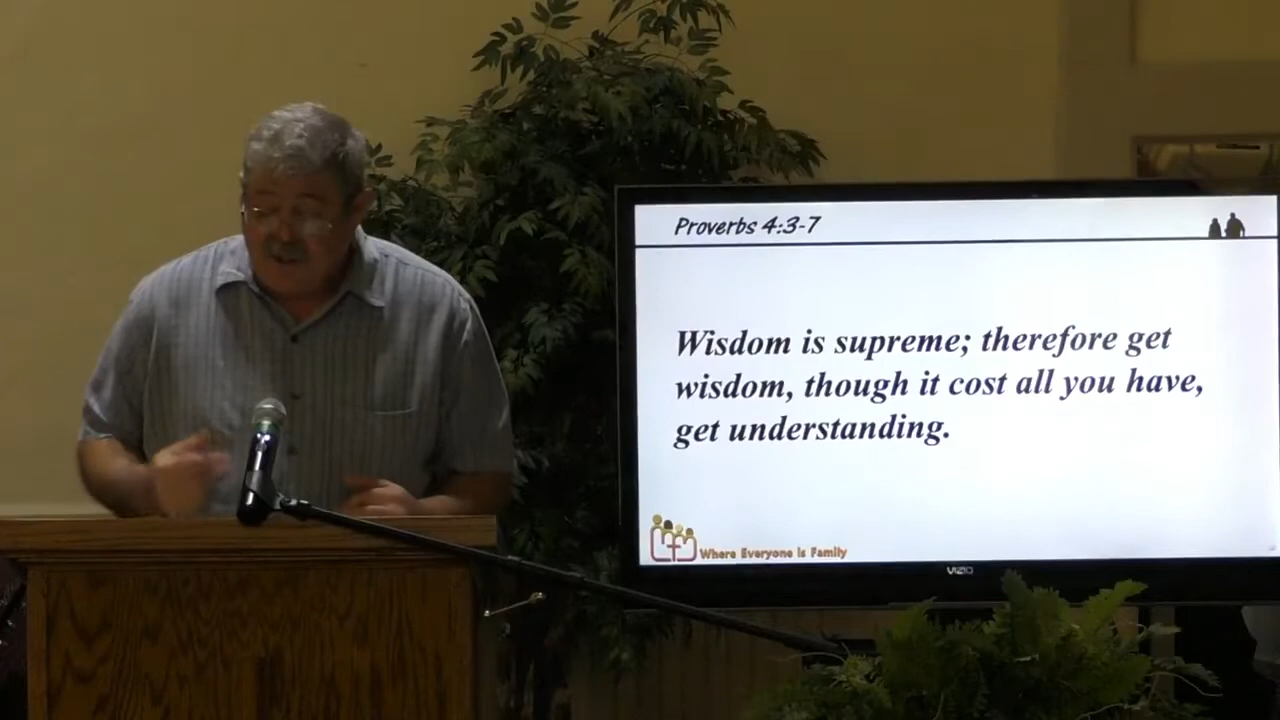 Proverbs 4:3-7
Wisdom is supreme; therefore get
wisdom, though it cost all you have,
get understanding.
Where Everyone Is Family
VIZIO